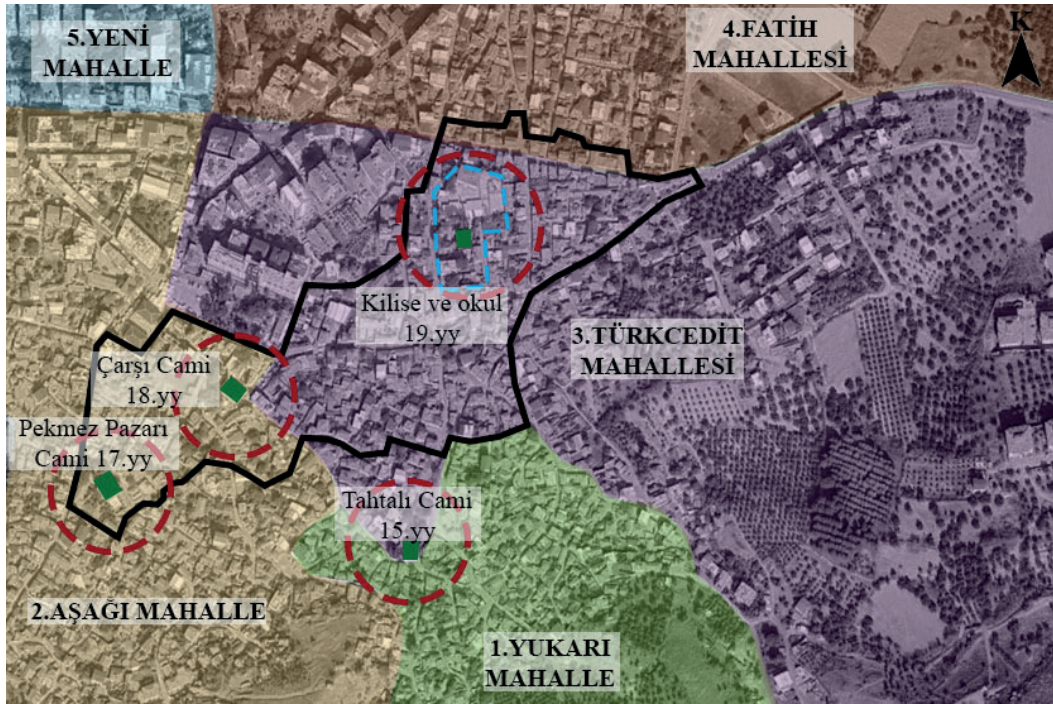 5.YENİ
MAHALLE
4.FATİH
MAHALLESİ
K
Kilise ve okul
19.yy
3.TÜRKCEDİT
MAHALLESİ
Çarşı Cami
18.yy
Pekmez Pazarı
Cami 17.yy
Tahtalı Cami
15.yy
2.AŞAĞI MAHALLE
1.YUKARI
MAHALLE